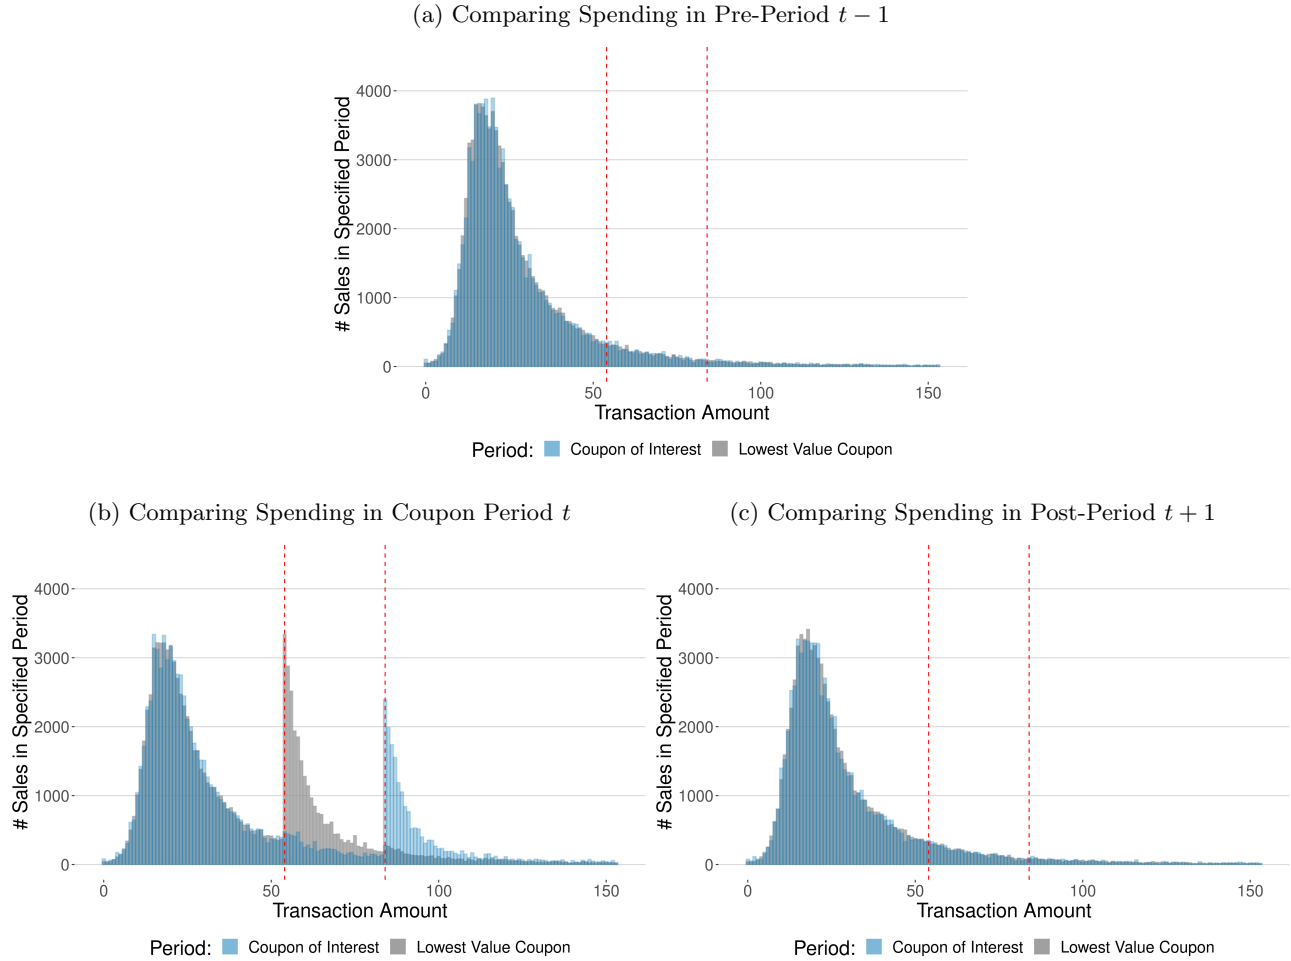 (a) Comparing Spending in Pre-Period t − 1
# Sales in Specified Period
4000
3000
2000
1000
0
0 50 100 150
Transaction Amount
Period: Coupon of Interest Lowest Value Coupon
(b) Comparing Spending in Coupon Period t
# Sales in Specified Period
4000
3000
2000
1000
0
0 50 100 150
Transaction Amount
Period: Coupon of Interest Lowest Value Coupon
(c) Comparing Spending in Post-Period t + 1
# Sales in Specified Period
4000
3000
2000
1000
0
0 50 100 150
Transaction Amount
Period: Coupon of Interest Lowest Value Coupon